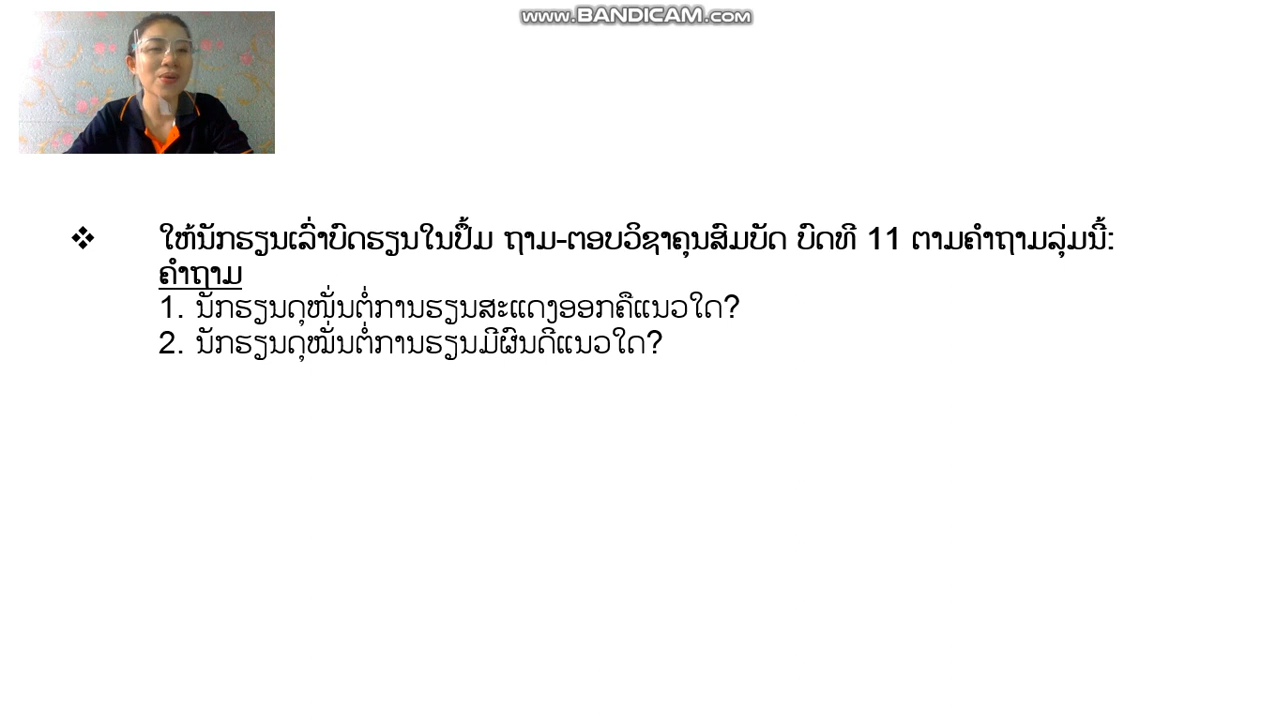 www.BANDICAM.com
❖ ໃຫ້ນັກຮຽນເລົ່າບົດຮຽນໃນປຶ້ມ ຖາມ-ຕອບວິຊາຄຸນສົມບັດ ບົດທີ 11 ຕາມຄຳຖາມລຸ່ມນີ້:
ຄຳຖາມ
1. ນັກຮຽນດຸໜັ່ນຕໍ່ການຮຽນສະແດງອອກຄືແນວໃດ?
2. ນັກຮຽນດຸໝັ່ນຕໍ່ການຮຽນມີຜົນດີແນວໃດ?